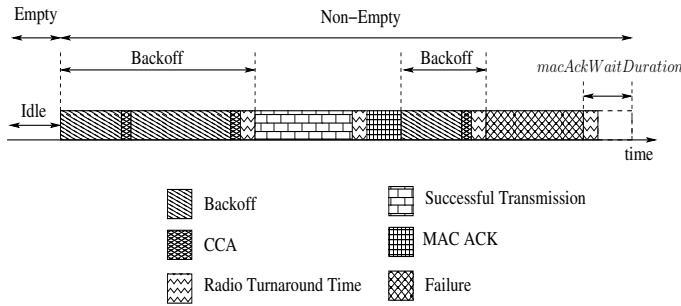 Empty
Non−Empty
Backoff
Backoff
macAckWaitDuration
Idle
time
Backoff
Successful Transmission
CCA
MAC ACK
Radio Turnaround Time
Failure